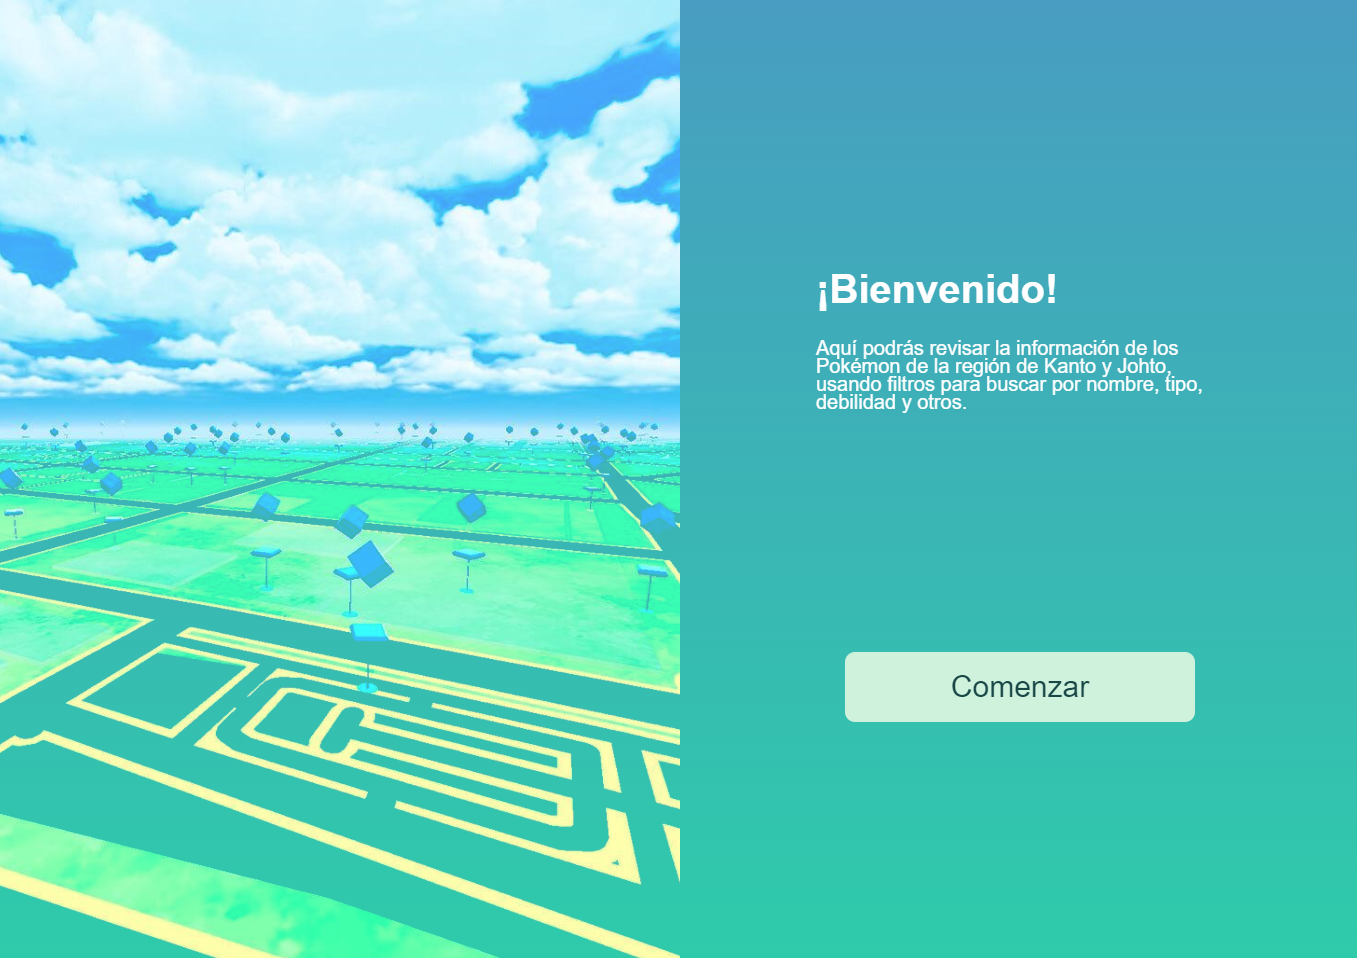 ¡Bienvenido!
Aquí podrás revisar la información de los
Pokémon de la región de Kanto y Johto,
usando filtros para buscar por nombre, tipo,
debilidad y otros.
Comenzar